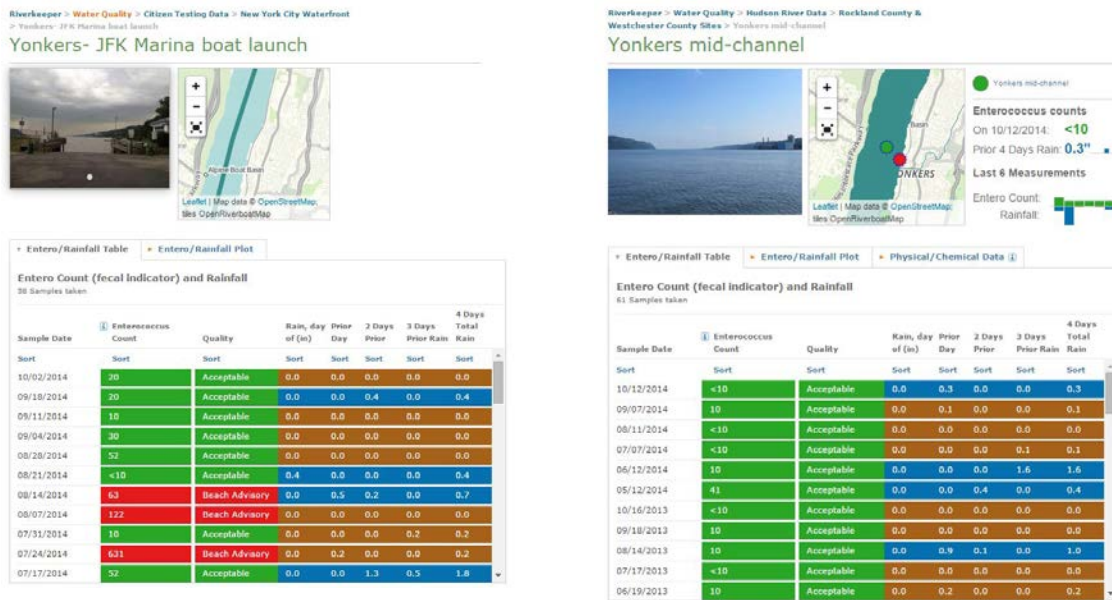 Riverkeeper > Water Quality > Citizen Testing Data > New York City Waterfront
> Yonkers- JFK Marina boat launch
Yonkers- JFK Marina boat launch
+
-
Alpine Boat Basin
Leaflet | Map data © OpenStreetMap;
tiles OpenRiverboatMap
Entero/Rainfall Table
Entero/Rainfall Plot
Entero Count (fecal indicator) and Rainfall
38 Samples taken
Sample Date Enterococcus Count Quality Rain, day of (in) Prior Day 2 Days Prior 3 Days Prior Rain 4 Days Total Rain
Sort Sort Sort Sort Sort Sort Sort Sort
10/02/2014 20 Acceptable 0.0 0.0 0.0 0.0 0.0
09/18/2014 20 Acceptable 0.0 0.0 0.4 0.0 0.4
09/11/2014 10 Acceptable 0.0 0.0 0.0 0.0 0.0
09/04/2014 30 Acceptable 0.0 0.0 0.0 0.0 0.0
08/28/2014 52 Acceptable 0.0 0.0 0.0 0.0 0.0
08/21/2014 <10 Acceptable 0.4 0.0 0.0 0.0 0.4
08/14/2014 63 Beach Advisory 0.0 0.5 0.2 0.0 0.7
08/07/2014 122 Beach Advisory 0.0 0.0 0.0 0.0 0.0
07/31/2014 10 Acceptable 0.0 0.0 0.0 0.2 0.2
07/24/2014 631 Beach Advisory 0.0 0.2 0.0 0.0 0.2
07/17/2014 52 Acceptable 0.0 0.0 1.3 0.5 1.8
Riverkeeper > Water Quality > Hudson River Data > Rockland County &
Westchester County Sites > Yonkers mid-channel
Yonkers mid-channel
+
-
Basin
ONKERS
Leaflet | Map data © OpenStreetMap;
tiles OpenRiverboatMap
Yonkers mid-channel
Enterococcus counts
On 10/12/2014: <10
Prior 4 Days Rain: 0.3"
Last 6 Measurements
Entero Count:
Rainfall:
Entero/Rainfall Table
Entero/Rainfall Plot
Physical/Chemical Data
Entero Count (fecal indicator) and Rainfall
61 Samples taken
Sample Date Enterococcus Count Quality Rain, day of (in) Prior Day 2 Days Prior 3 Days Prior Rain 4 Days Total Rain
Sort Sort Sort Sort Sort Sort Sort Sort
10/12/2014 <10 Acceptable 0.0 0.3 0.0 0.0 0.3
09/07/2014 10 Acceptable 0.0 0.1 0.0 0.0 0.1
08/11/2014 <10 Acceptable 0.0 0.0 0.0 0.0 0.0
07/07/2014 <10 Acceptable 0.0 0.0 0.0 0.1 0.1
06/12/2014 10 Acceptable 0.0 0.0 0.0 1.6 1.6
05/12/2014 41 Acceptable 0.0 0.0 0.4 0.0 0.4
10/16/2013 <10 Acceptable 0.0 0.0 0.0 0.0 0.0
09/18/2013 10 Acceptable 0.0 0.0 0.0 0.0 0.0
08/14/2013 10 Acceptable 0.0 0.9 0.1 0.0 1.0
07/17/2013 <10 Acceptable 0.0 0.0 0.0 0.0 0.0
06/19/2013 10 Acceptable 0.0 0.2 0.0 0.0 0.2